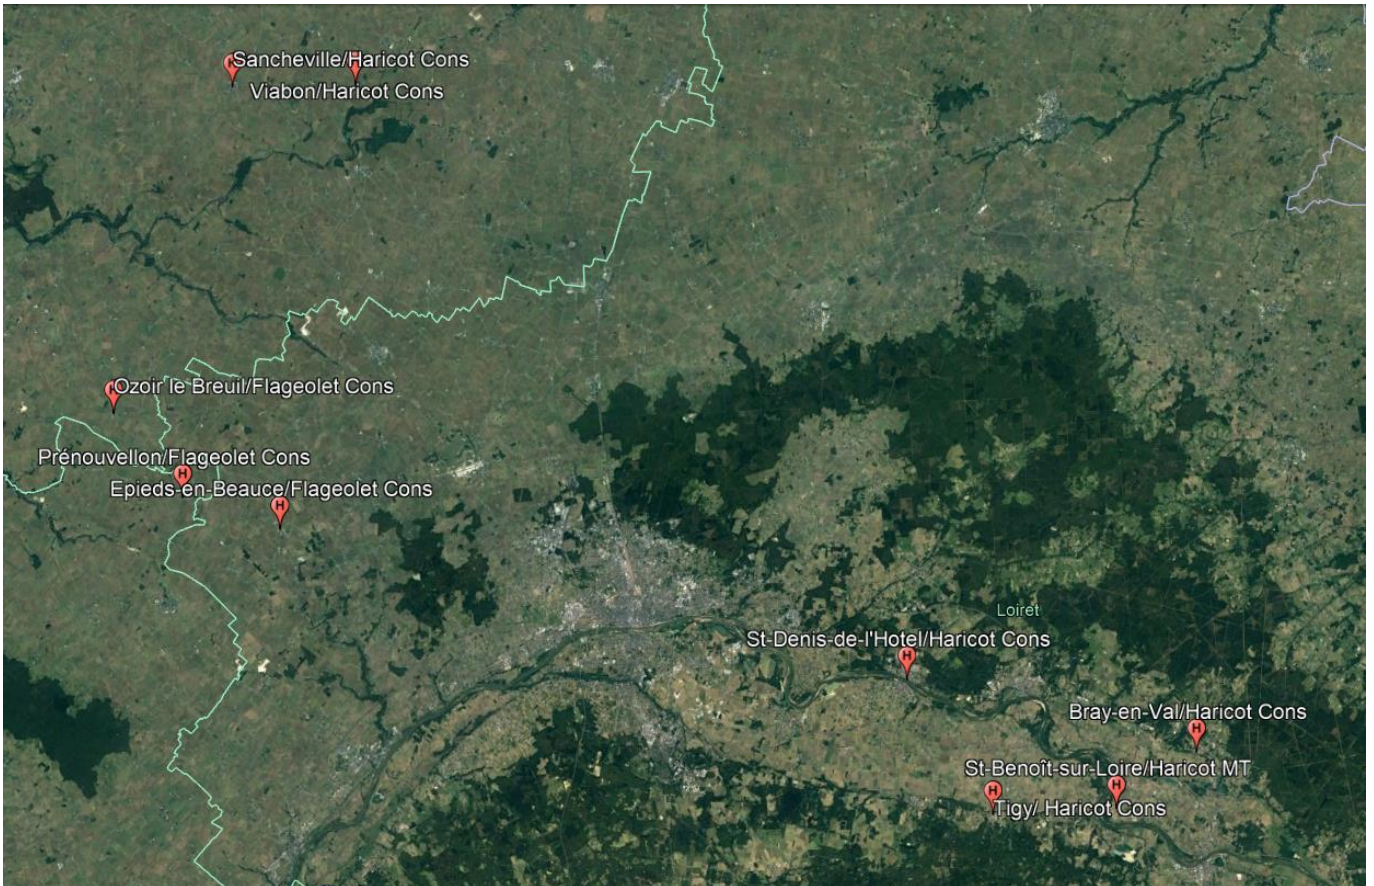 Sancheville/Haricot Cons
Viabon/Haricot Cons
Ozoir le Breuil/Flageolet Cons
Prénouvellon/Flageolet Cons
H
Epieds-en-Beauce/Flageolet Cons
H
Loiret
St-Denis-de-l'Hotel/Haricot Cons
H
Bray-en-Val/Haricot Cons
H
St-Benoît-sur-Loire/Haricot MT
H
H
Tigy/ Haricot Cons